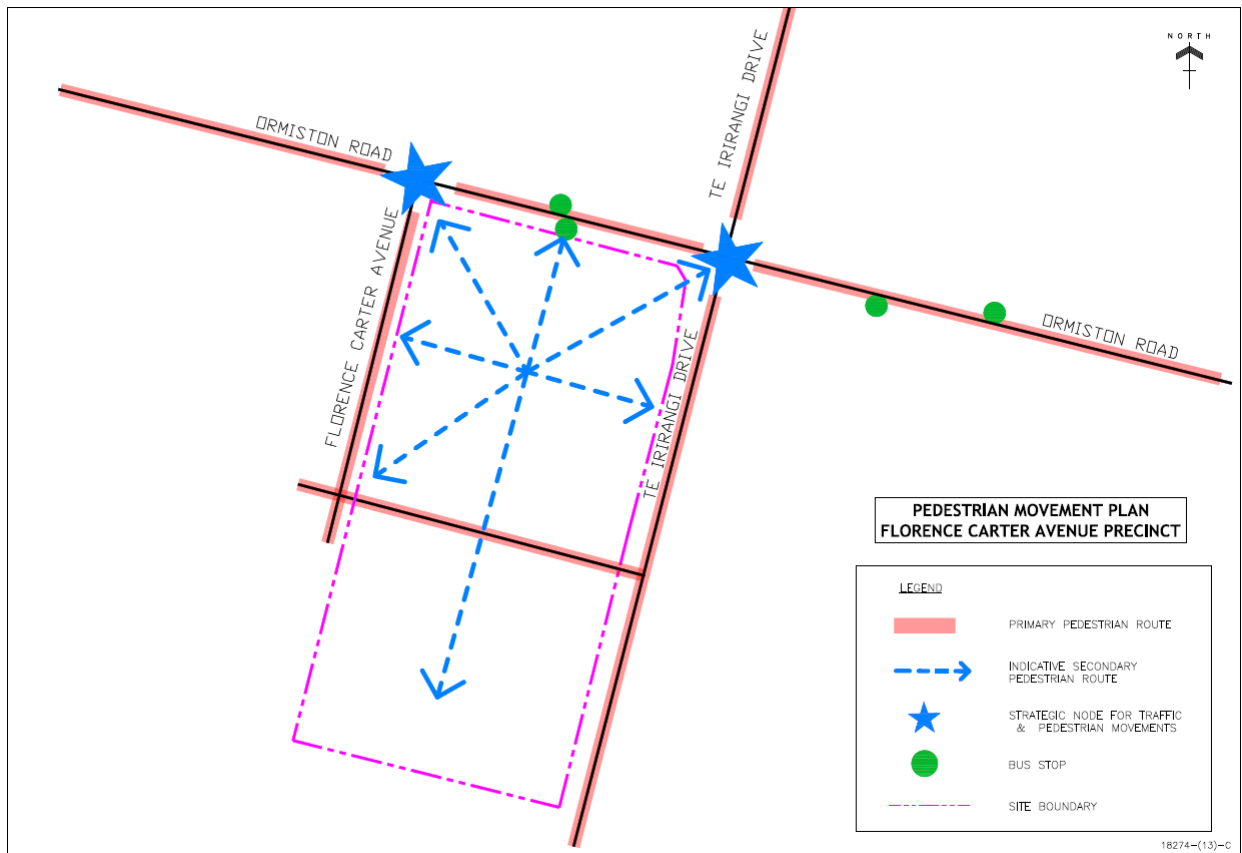 NORTH
ORMISTON ROAD
TE IRIRANGI DRIVE
FLORENCE CARTER AVENUE
TE IRIRANGI DRIVE
ORMISTON ROAD
PEDESTRIAN MOVEMENT PLAN
FLORENCE CARTER AVENUE PRECINCT
LEGEND
PRIMARY PEDESTRIAN ROUTE
INDICATIVE SECONDARY
PEDESTRIAN ROUTE
STRATEGIC NODE FOR TRAFFIC
& PEDESTRIAN MOVEMENTS
BUS STOP
SITE BOUNDARY
18274-(13)-C